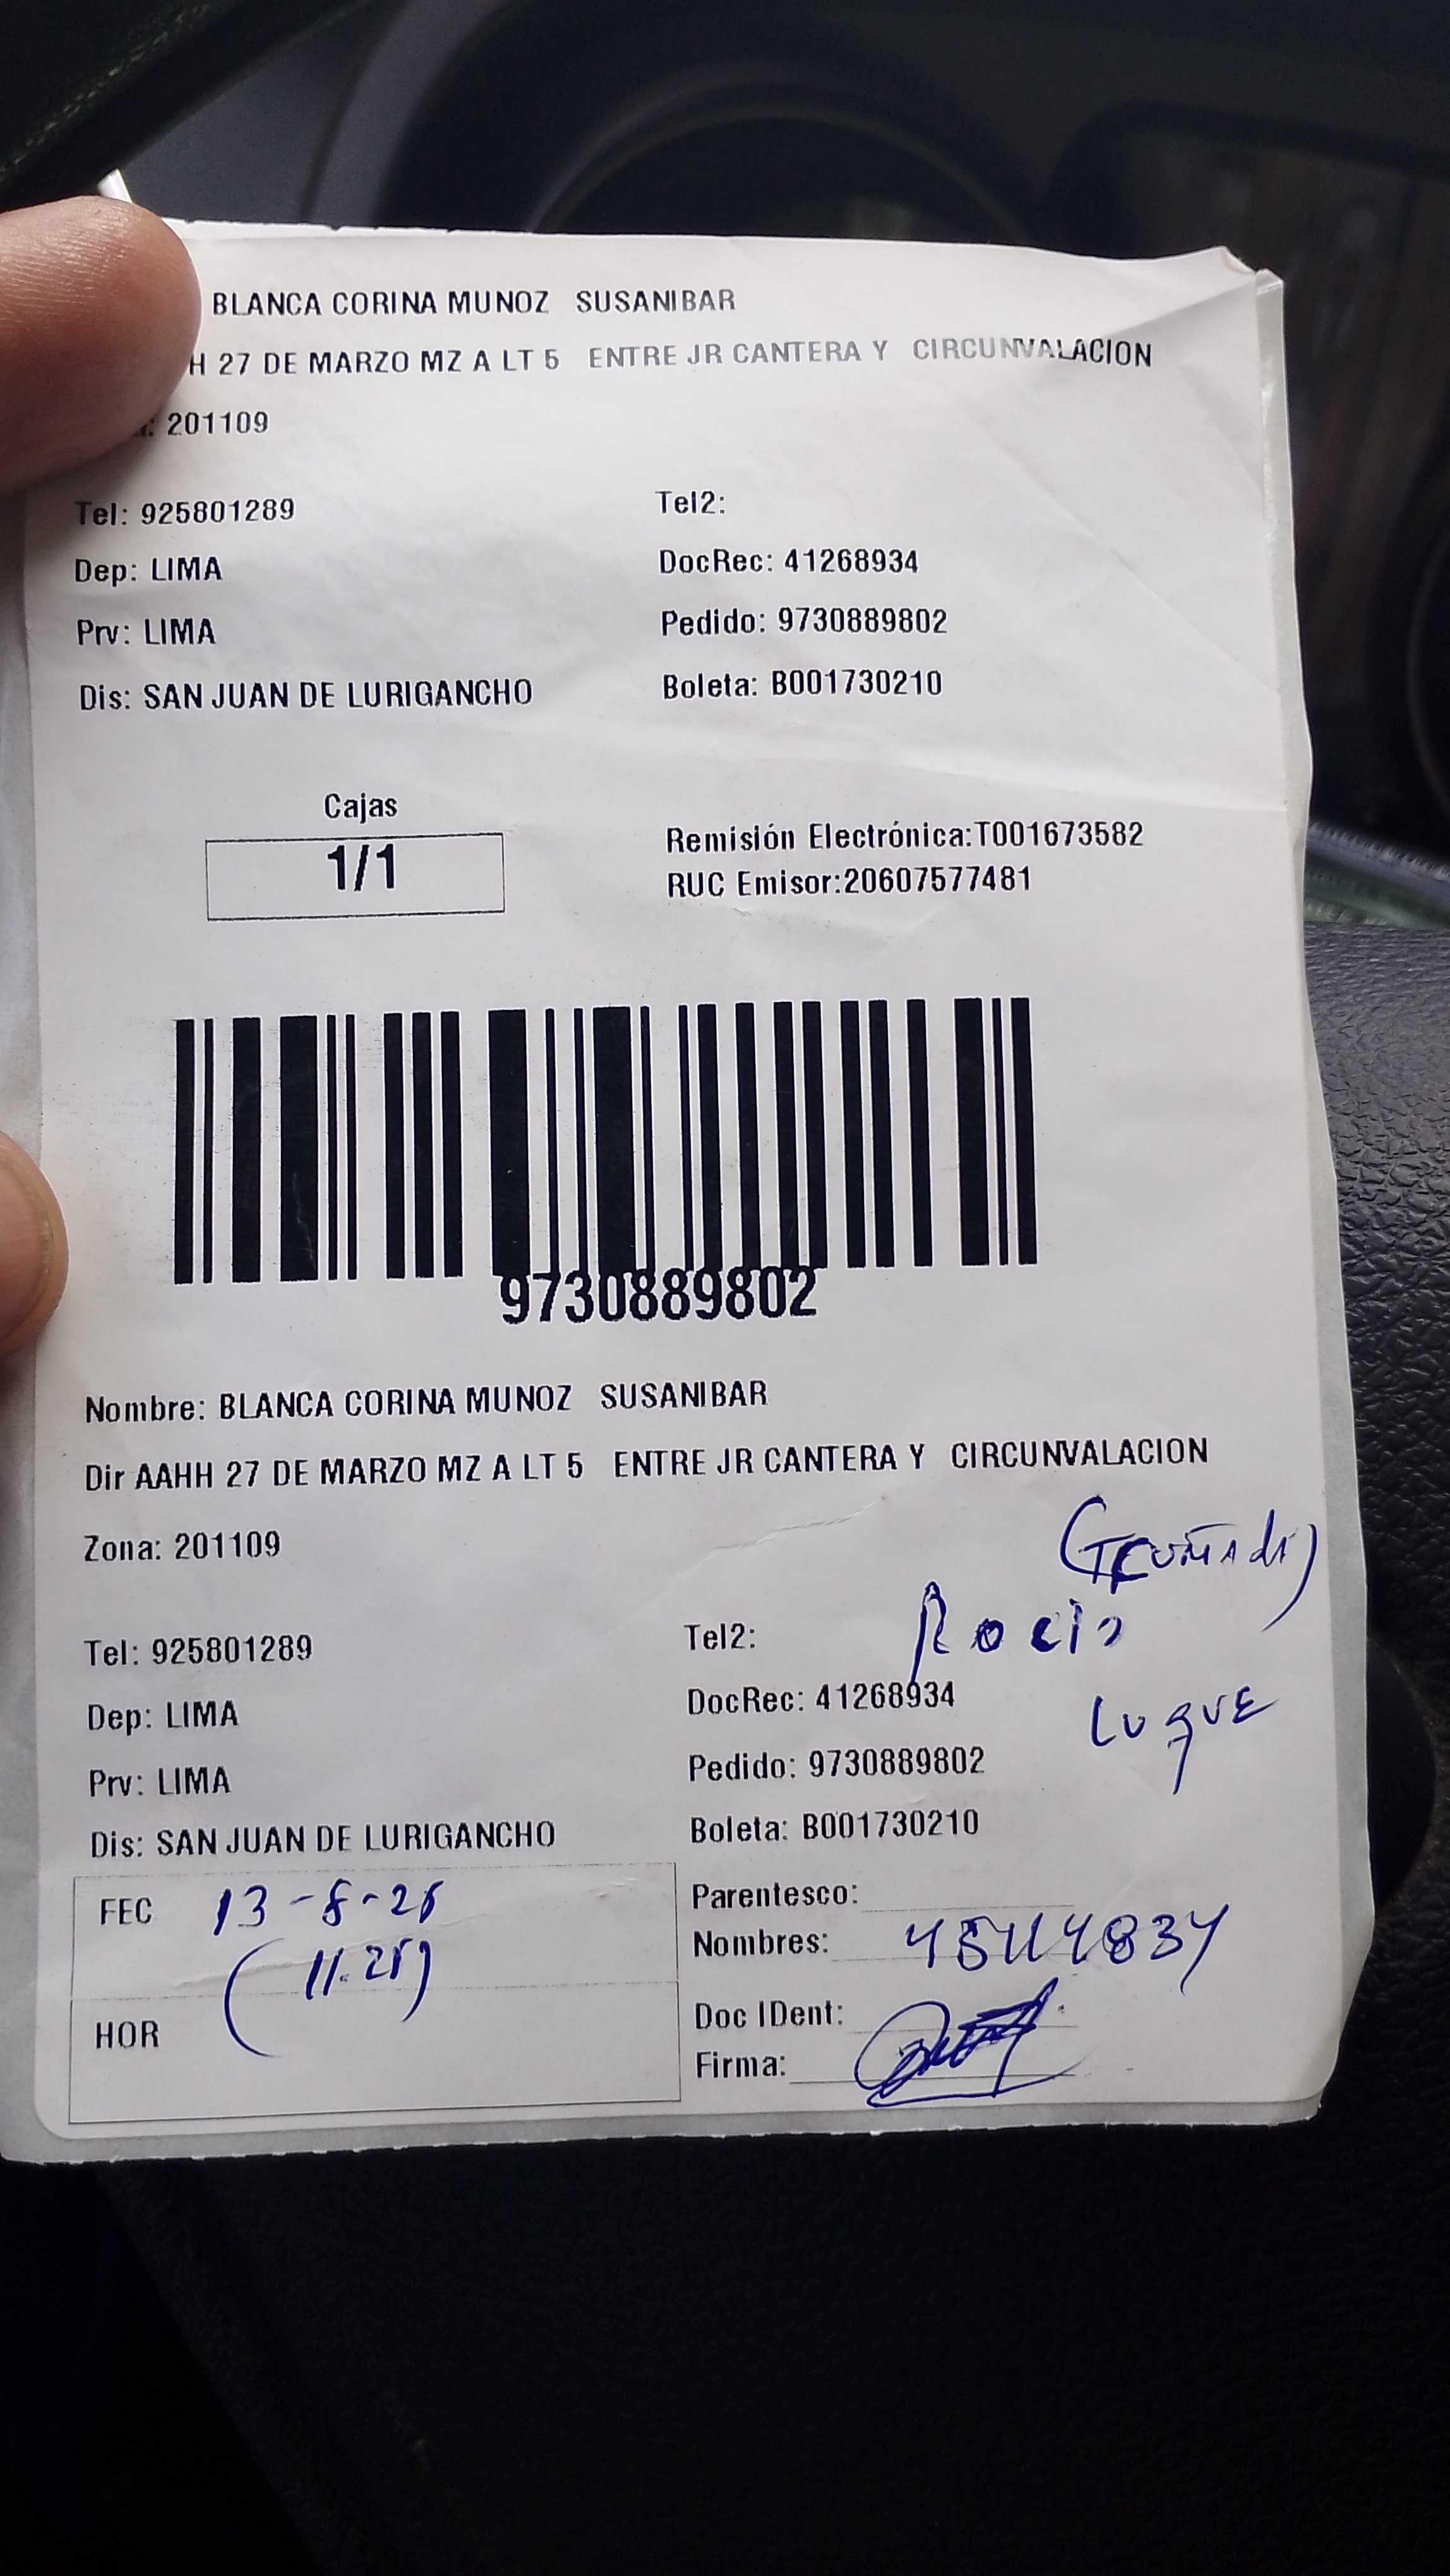 BLANCA CORINA MUNOZ SUSANIBAR
H 27 DE MARZO MZ A LT 5 ENTRE JR CANTERA Y CIRCUNVALACION
: 201109
Tel: 925801289
Tel2:
Dep: LIMA
DocRec: 41268934
Prv: LIMA
Pedido: 9730889802
Dis: SAN JUAN DE LURIGANCHO
Boleta: B001730210
Cajas
1/1
Remisión Electrónica:T001673582
RUC Emisor:20607577481
9730889802
Nombre: BLANCA CORINA MUNOZ SUSANIBAR
Dir AAHH 27 DE MARZO MZ A LT 5 ENTRE JR CANTERA Y CIRCUNVALACION
Zona: 201109
Rocio
Tel: 925801289
Tel2:
Dep: LIMA
DocRec: 41268934
Luque
Prv: LIMA
Pedido: 9730889802
Dis: SAN JUAN DE LURIGANCHO
Boleta: B001730210
FEC
Parentesco:
Nombres:
HOR
Doc IDent:
Firma: